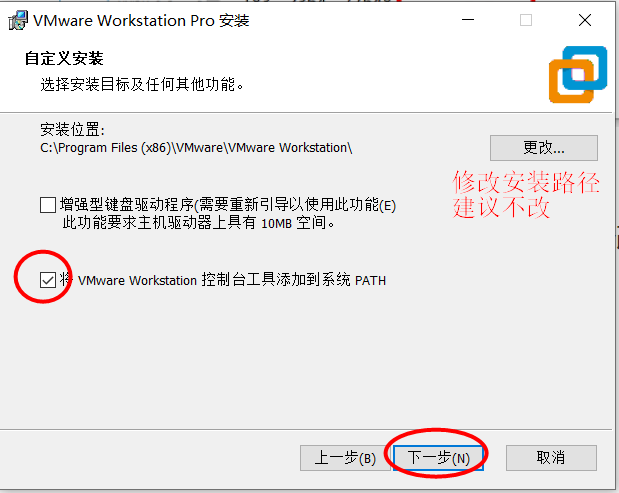 VMware Workstation Pro 安装
自定义安装
选择安装目标及任何其他功能。
安装位置:
C:\Program Files (x86)\VMware\VMware Workstation\
更改...
修改安装路径
建议不改
增强型键盘驱动程序(需要重新引导以使用此功能(E)
此功能要求主机驱动器上具有 10MB 空间。
将 VMware Workstation 控制台工具添加到系统 PATH
上一步(B)
下一步(N)
取消